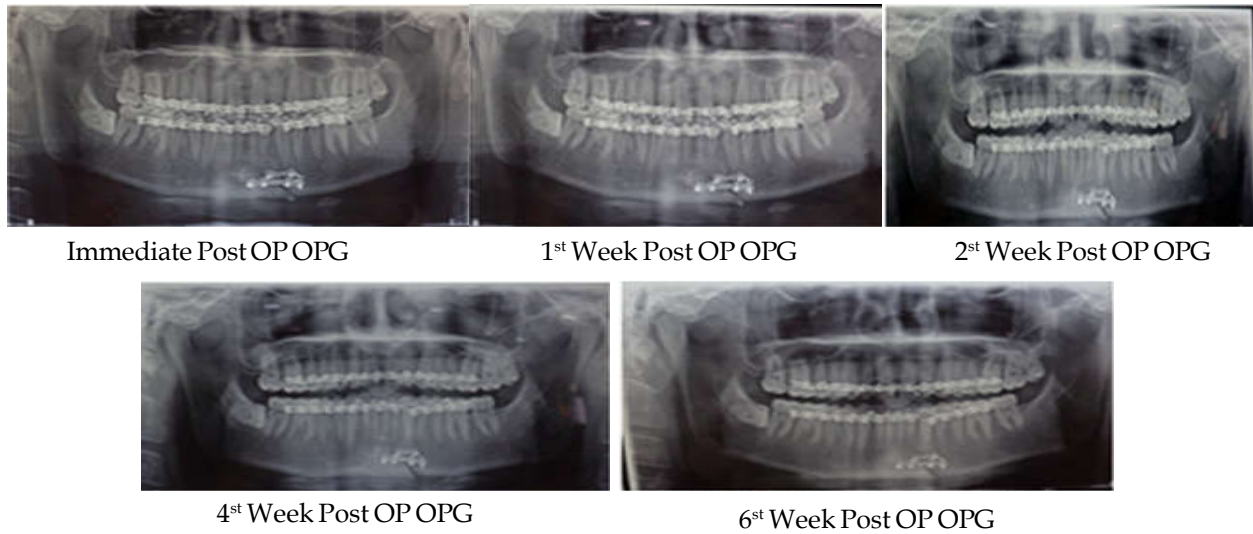 Immediate Post OP OPG
1st Week Post OP OPG
2st Week Post OP OPG
4st Week Post OP OPG
6st Week Post OP OPG